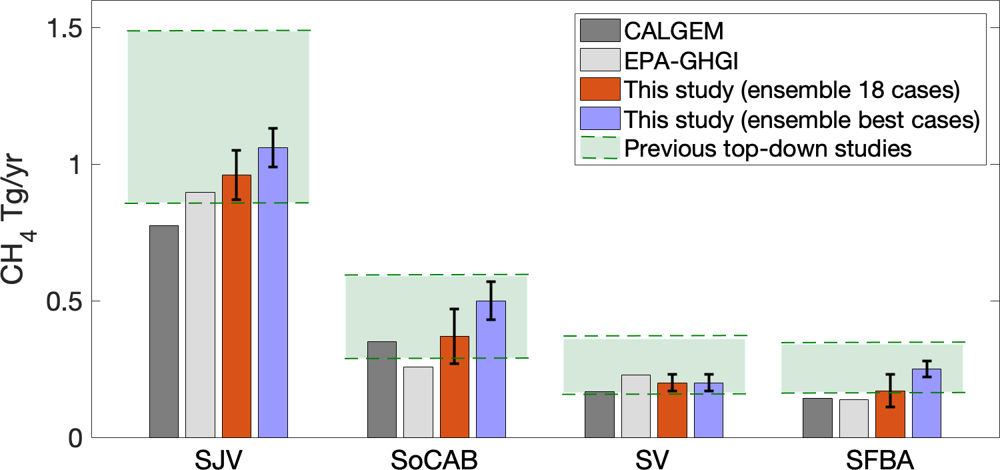 1.5
1
0.5
0
CH4 Tg/yr
CALGEM
EPA-GHGI
This study (ensemble 18 cases)
This study (ensemble best cases)
Previous top-down studies
SJV SoCAB SV SFBA